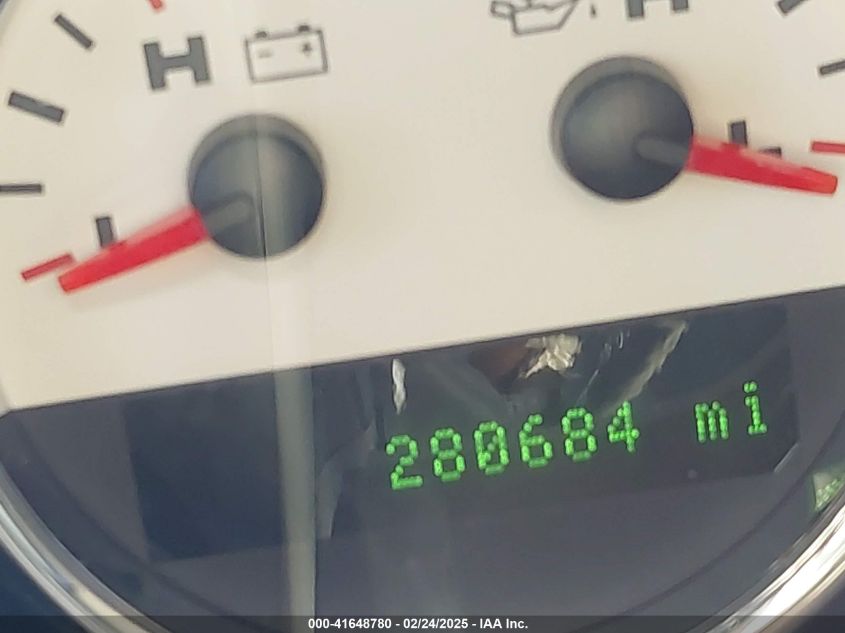 H H
L L
280684 mi
000-41648780 - 02/24/2025 - IAA Inc.